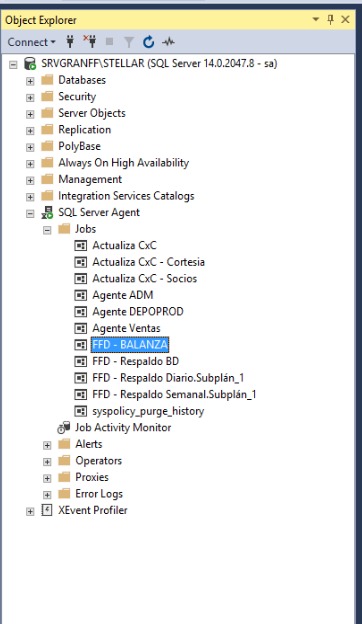 Object Explorer
Connect
SRVGRANFF\STELLAR (SQL Server 14.0.2047.8 - sa)
Databases
Security
Server Objects
Replication
PolyBase
Always On High Availability
Management
Integration Services Catalogs
SQL Server Agent
Jobs
Actualiza CxC
Actualiza CxC - Cortesia
Actualiza CxC - Socios
Agente ADM
Agente DEPOPROD
Agente Ventas
FFD - BALANZA
FFD - Respaldo BD
FFD - Respaldo Diario.Subplán_1
FFD - Respaldo Semanal.Subplán_1
syspolicy_purge_history
Job Activity Monitor
Alerts
Operators
Proxies
Error Logs
XEvent Profiler